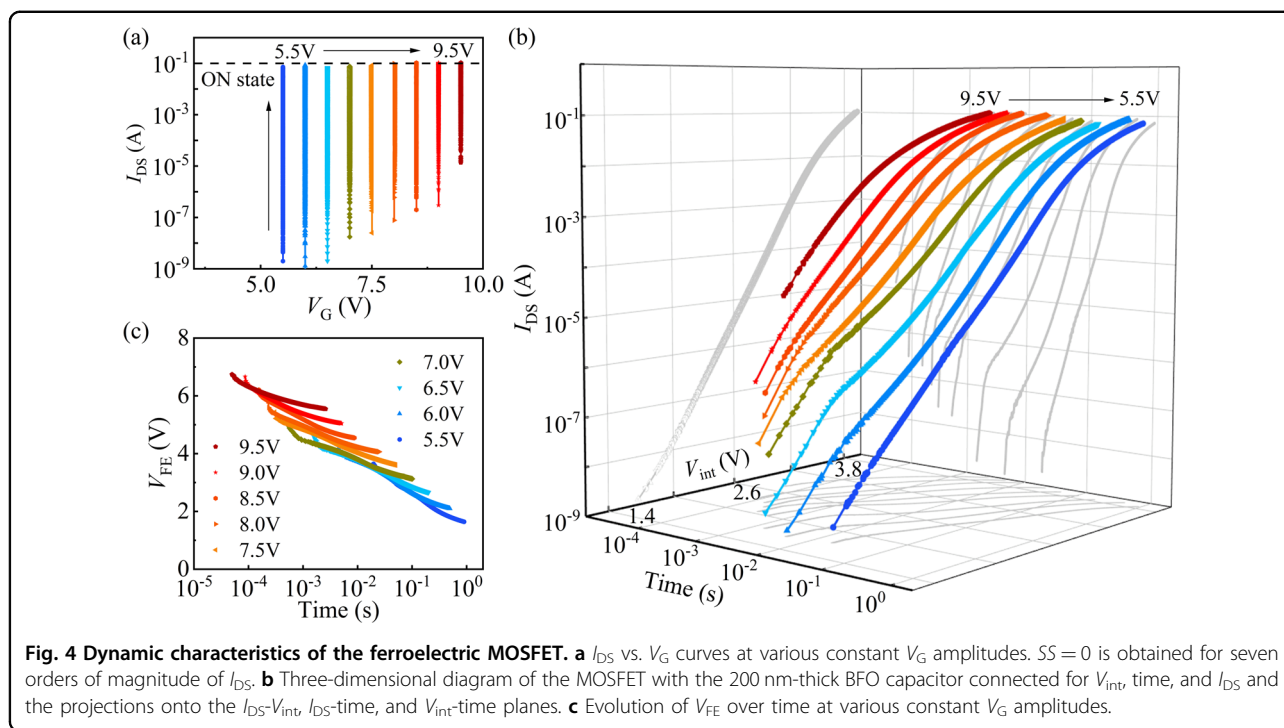 (a)
5.5V 9.5V
10⁻¹
ON state
10⁻³
10⁻⁵
10⁻⁷
10⁻⁹
I_DS (A)
5.0 7.5 10.0
V_G (V)
(b)
9.5V 5.5V
10⁻¹
10⁻³
10⁻⁵
10⁻⁷
10⁻⁹
I_DS (A)
V_int (V)
1.4 2.6 3.8
10⁻⁴ 10⁻³ 10⁻² 10⁻¹ 10⁰
Time (s)
(c)
8
6
4
2
0
V_FE (V)
7.0V
6.5V
6.0V
5.5V
9.5V
9.0V
8.5V
8.0V
7.5V
10⁻⁵ 10⁻⁴ 10⁻³ 10⁻² 10⁻¹ 10⁰
Time (s)
Fig. 4 Dynamic characteristics of the ferroelectric MOSFET. a I_DS vs. V_G curves at various constant V_G amplitudes. SS = 0 is obtained for seven
orders of magnitude of I_DS. b Three-dimensional diagram of the MOSFET with the 200 nm-thick BFO capacitor connected for V_int, time, and I_DS and
the projections onto the I_DS-V_int, I_DS-time, and V_int-time planes. c Evolution of V_FE over time at various constant V_G amplitudes.